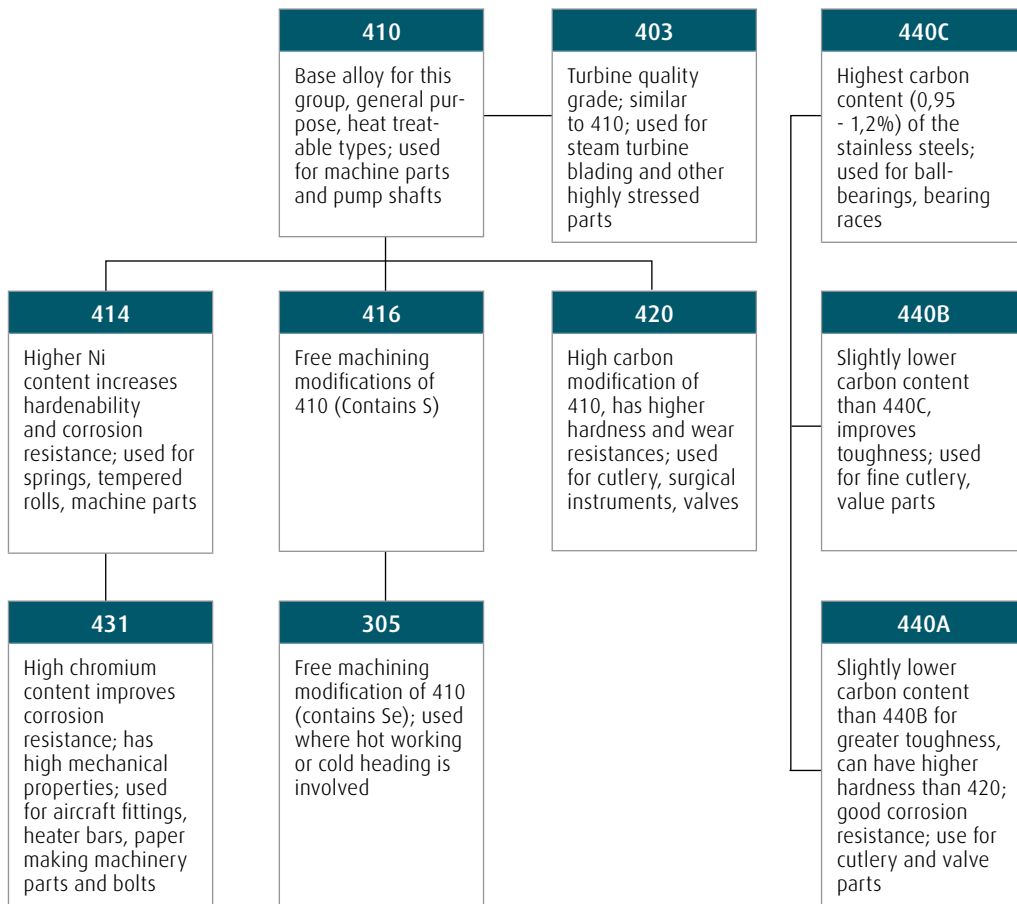 410
Base alloy for this
group, general pur-
pose, heat treat-
able types; used
for machine parts
and pump shafts
403
Turbine quality
grade; similar
to 410; used for
steam turbine
blading and other
highly stressed
parts
440C
Highest carbon
content (0,95
- 1,2%) of the
stainless steels;
used for ball-
bearings, bearing
races
414
Higher Ni
content increases
hardenability
and corrosion
resistance; used for
springs, tempered
rolls, machine parts
416
Free machining
modifications of
410 (Contains S)
420
High carbon
modification of
410, has higher
hardness and wear
resistances; used
for cutlery, surgical
instruments, valves
440B
Slightly lower
carbon content
than 440C,
improves
toughness; used
for fine cutlery,
value parts
431
High chromium
content improves
corrosion
resistance; has
high mechanical
properties; used
for aircraft fittings,
heater bars, paper
making machinery
parts and bolts
305
Free machining
modification of 410
(contains Se); used
where hot working
or cold heading is
involved
440A
Slightly lower
carbon content
than 440B for
greater toughness,
can have higher
hardness than 420;
good corrosion
resistance; use for
cutlery and valve
parts